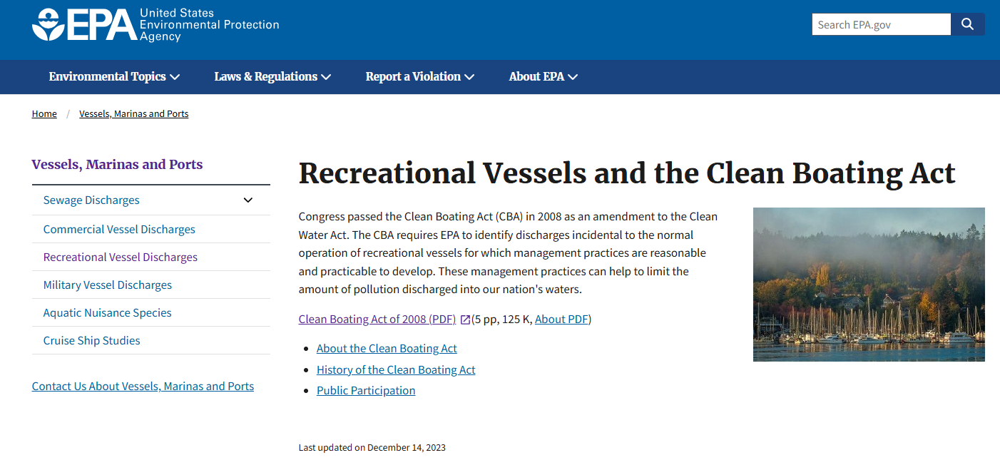 EPA United States
Environmental Protection
Agency
Search EPA.gov
Environmental Topics
Laws & Regulations
Report a Violation
About EPA
Home / Vessels, Marinas and Ports
Vessels, Marinas and Ports
Sewage Discharges
Commercial Vessel Discharges
Recreational Vessel Discharges
Military Vessel Discharges
Aquatic Nuisance Species
Cruise Ship Studies
Contact Us About Vessels, Marinas and Ports
Recreational Vessels and the Clean Boating Act
Congress passed the Clean Boating Act (CBA) in 2008 as an amendment to the Clean
Water Act. The CBA requires EPA to identify discharges incidental to the normal
operation of recreational vessels for which management practices are reasonable
and practicable to develop. These management practices can help to limit the
amount of pollution discharged into our nation's waters.
Clean Boating Act of 2008 (PDF) (5 pp, 125 K, About PDF)
• About the Clean Boating Act
• History of the Clean Boating Act
• Public Participation
Last updated on December 14, 2023